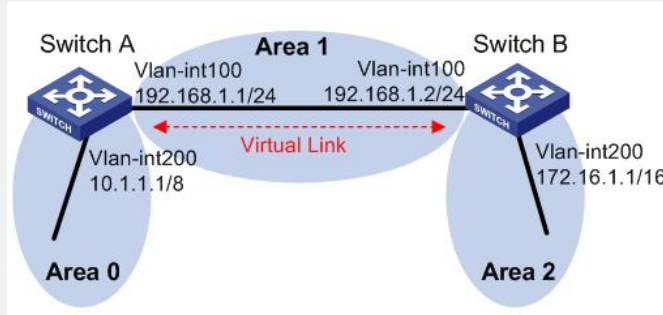 Switch A
Area 1
Switch B
Vlan-int100
192.168.1.1/24
Vlan-int100
192.168.1.2/24
SWITCH
SWITCH
Virtual Link
Vlan-int200
10.1.1.1/8
Vlan-int200
172.16.1.1/16
Area 0
Area 2